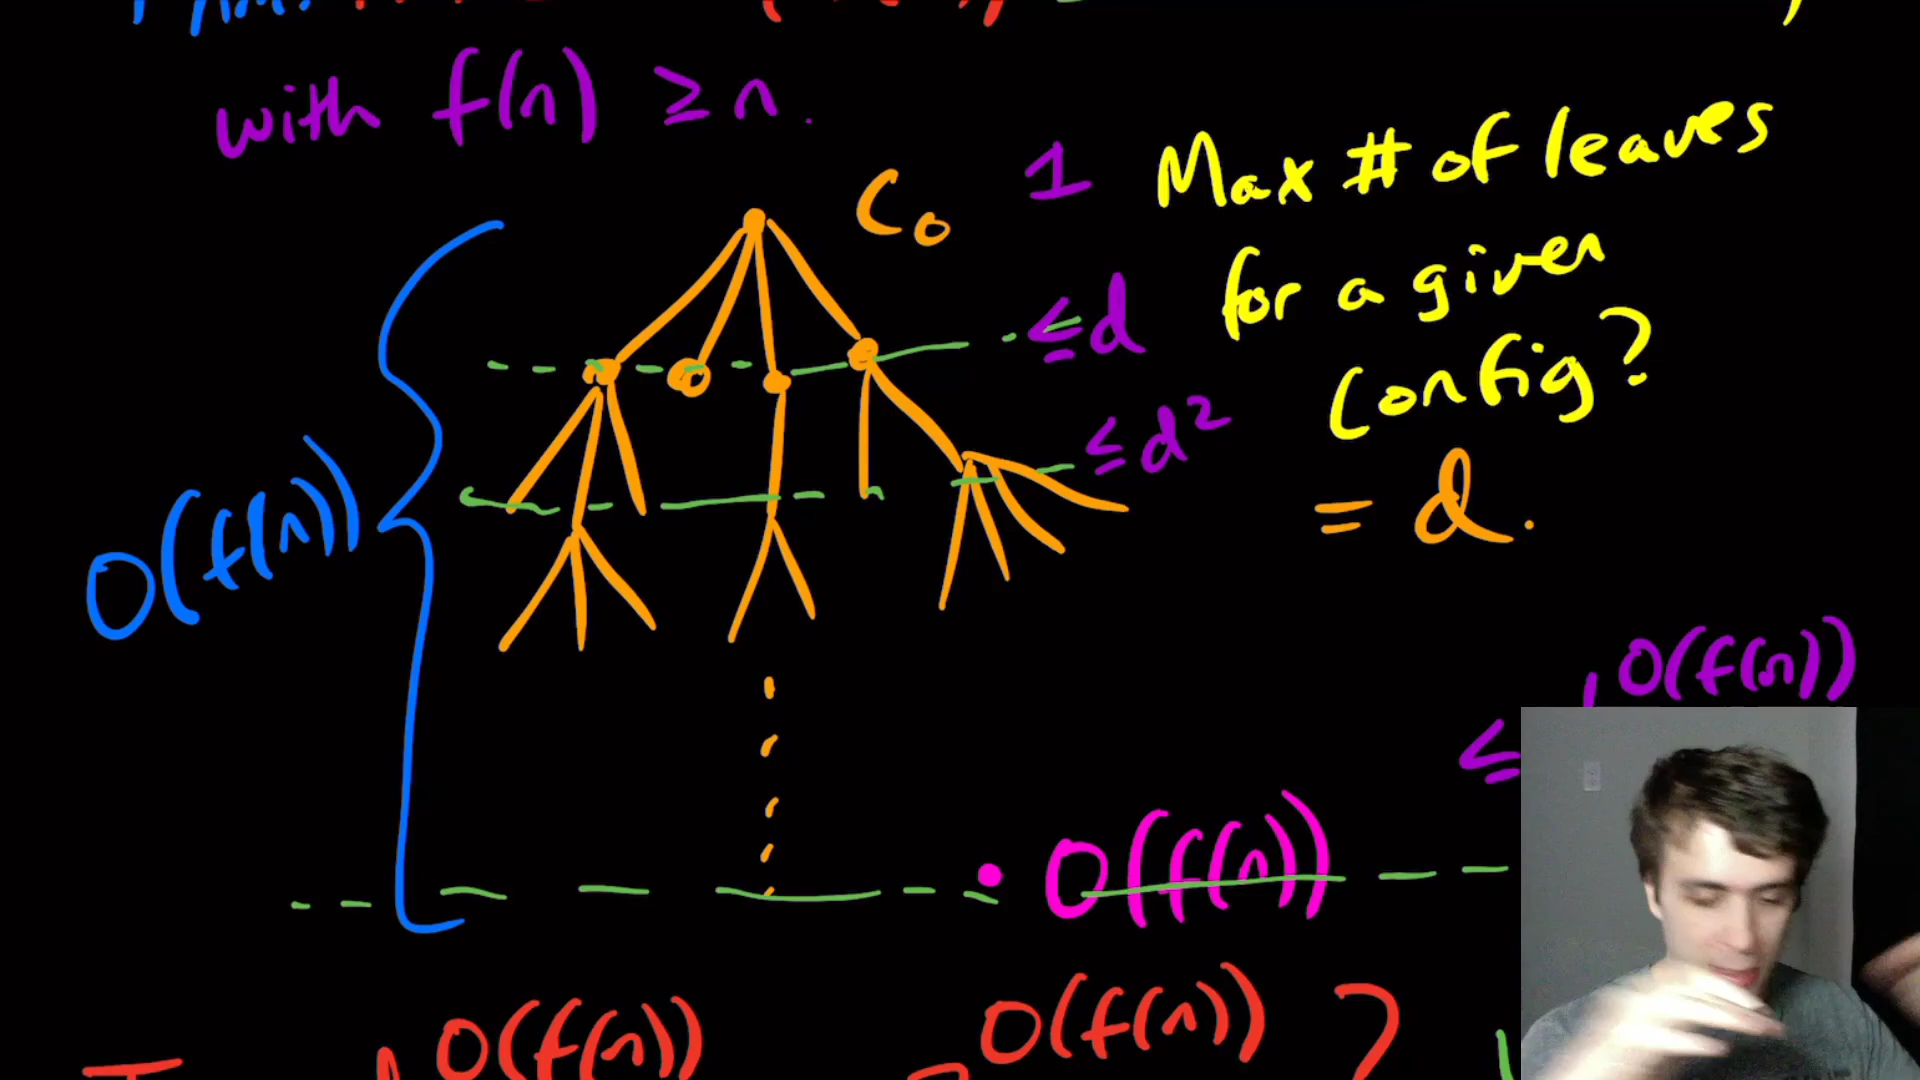 with f(n) ≥ n.
C₀
1
Max # of leaves
for a given
config?
= d.
≤d
≤d²
O(f(n))
O(f(n))
≤
O(f(n))
O(f(n))
O(f(n)) ?